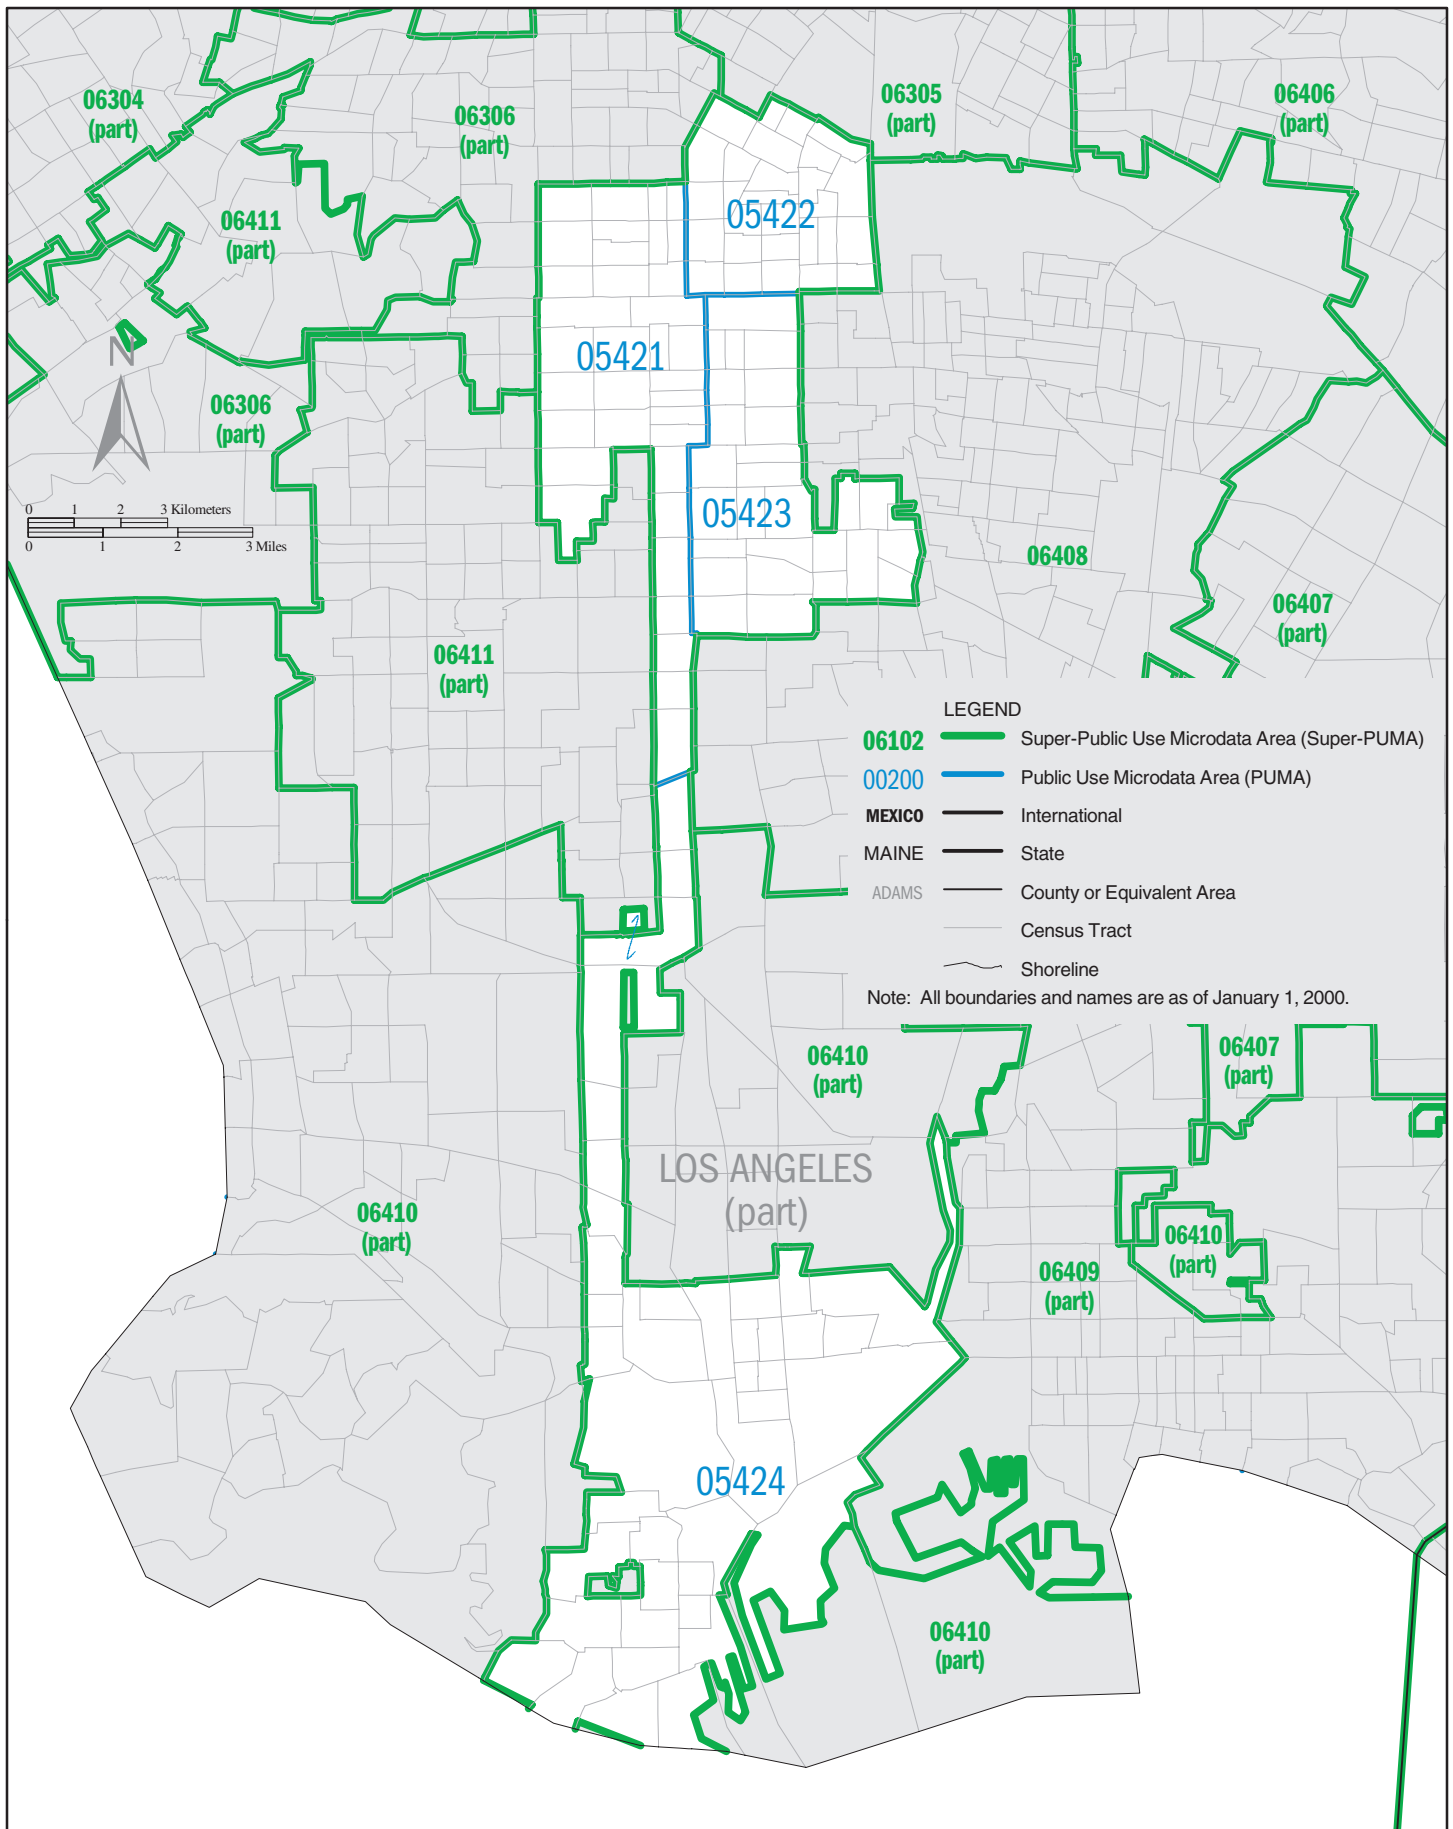 06304
(part)
06306
(part)
06305
(part)
06406
(part)
06411
(part)
05422
05421
N
06306
(part)
0 1 2 3 Kilometers
0 1 2 3 Miles
05423
06408
06407
(part)
06411
(part)
LEGEND
06102 Super-Public Use Microdata Area (Super-PUMA)
00200 Public Use Microdata Area (PUMA)
MEXICO International
MAINE State
ADAMS County or Equivalent Area
Census Tract
Shoreline
Note: All boundaries and names are as of January 1, 2000.
06410
(part)
06407
(part)
LOS ANGELES
(part)
06410
(part)
06410
(part)
06409
(part)
05424
06410
(part)